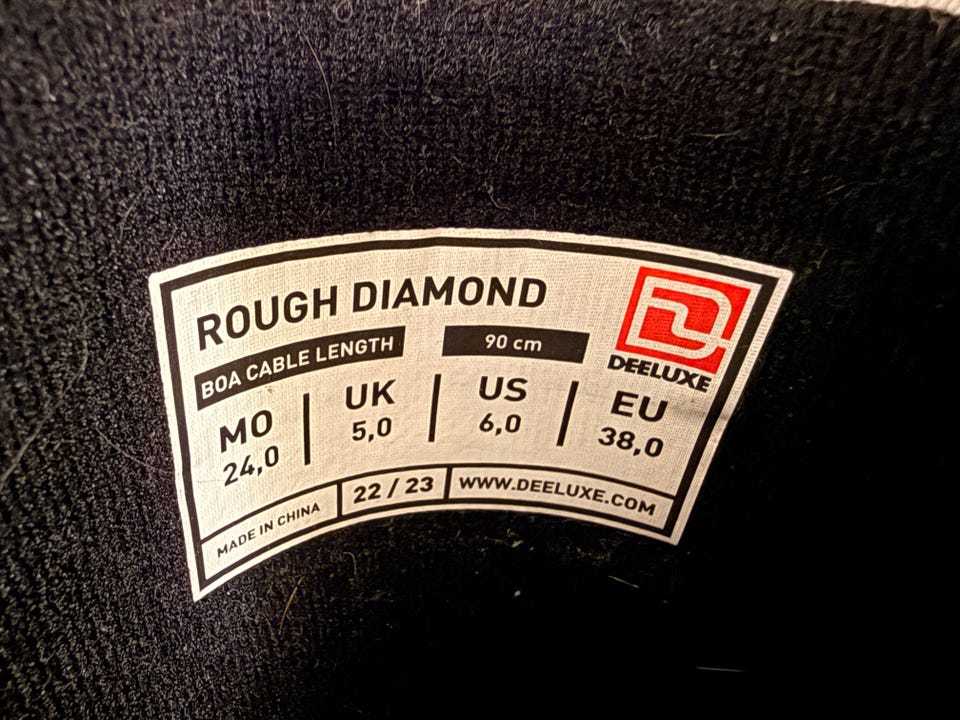 ROUGH DIAMOND
BOA CABLE LENGTH 90 cm
DEELUXE
MO UK US EU
24,0 5,0 6,0 38,0
MADE IN CHINA 22 / 23 WWW.DEELUXE.COM